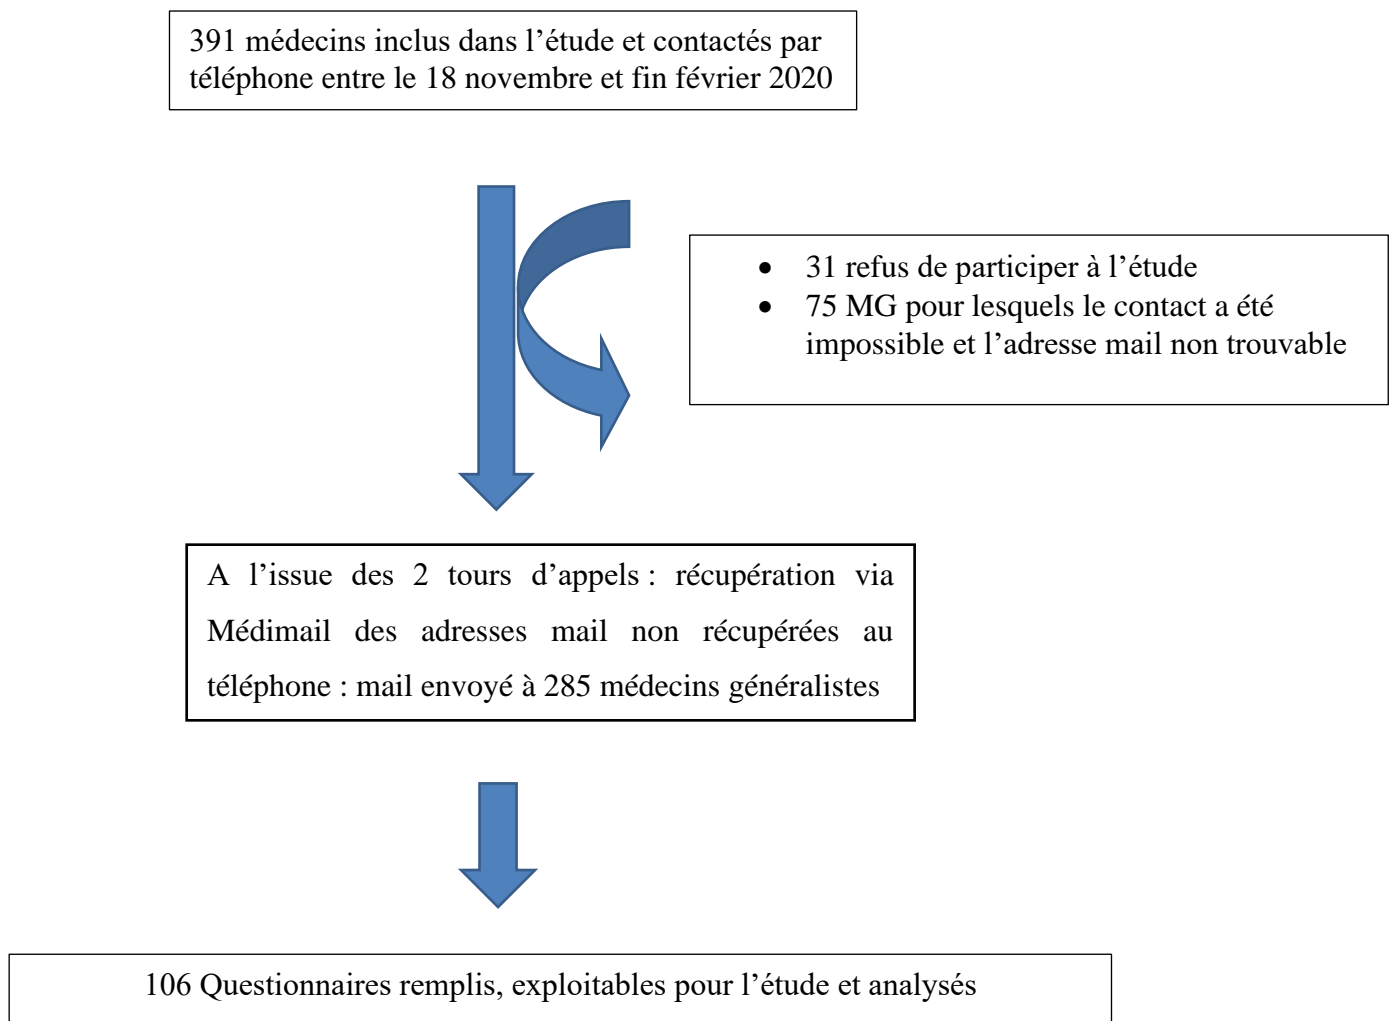 391 médecins inclus dans l’étude et contactés par
téléphone entre le 18 novembre et fin février 2020
• 31 refus de participer à l’étude
• 75 MG pour lesquels le contact a été
impossible et l’adresse mail non trouvable
A l’issue des 2 tours d’appels : récupération via
Médimail des adresses mail non récupérées au
téléphone : mail envoyé à 285 médecins généralistes
106 Questionnaires remplis, exploitables pour l’étude et analysés